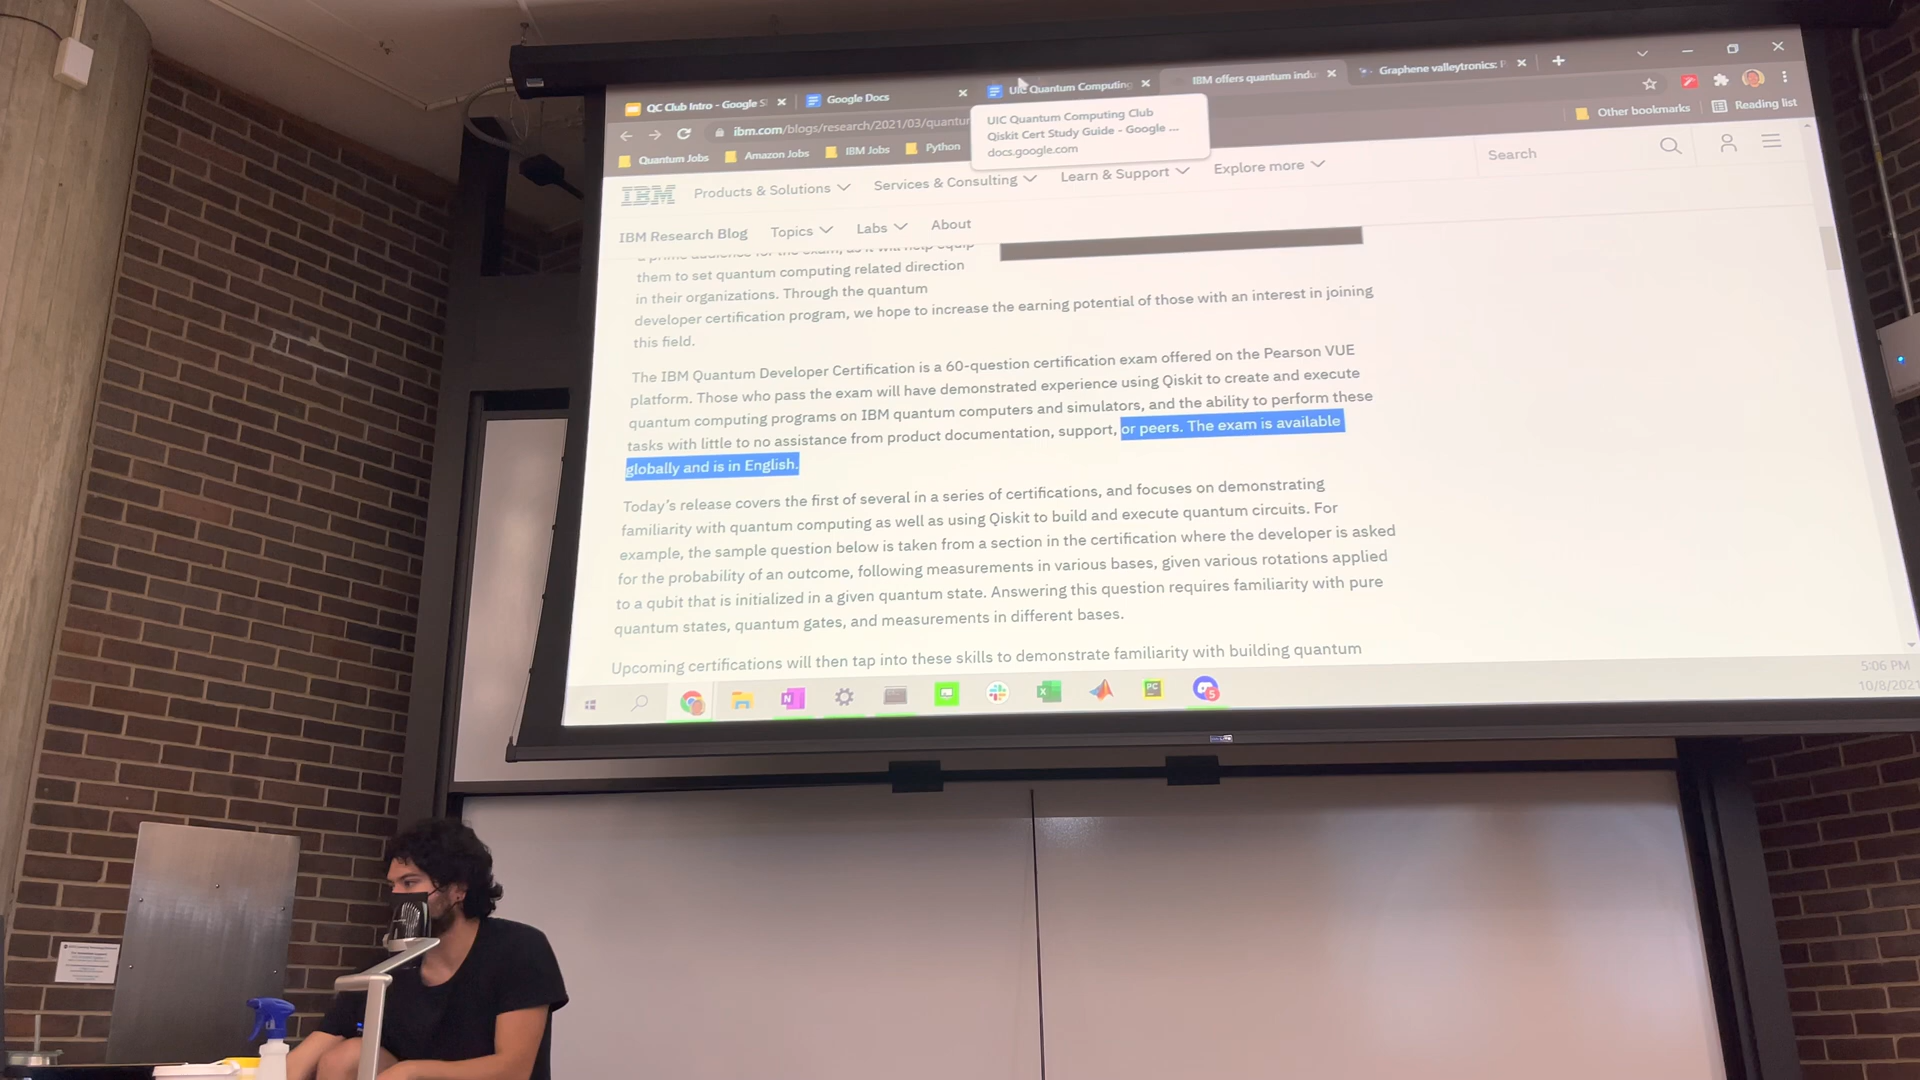 QC Club Intro - Google S
Google Docs
UIC Quantum Computing
IBM offers quantum indu
Graphene valleytronics: P
ibm.com/blogs/research/2021/03/quantu
Other bookmarks
Reading list
Quantum Jobs
Amazon Jobs
IBM Jobs
Python
UIC Quantum Computing Club
Qiskit Cert Study Guide - Google ...
docs.google.com
IBM
Products & Solutions
Services & Consulting
Learn & Support
Explore more
Search
IBM Research Blog
Topics
Labs
About
a prime audience for the exam, as it will help equip
them to set quantum computing related direction
in their organizations. Through the quantum
developer certification program, we hope to increase the earning potential of those with an interest in joining
this field.
The IBM Quantum Developer Certification is a 60-question certification exam offered on the Pearson VUE
platform. Those who pass the exam will have demonstrated experience using Qiskit to create and execute
quantum computing programs on IBM quantum computers and simulators, and the ability to perform these
tasks with little to no assistance from product documentation, support, or peers. The exam is available
globally and is in English.
Today's release covers the first of several in a series of certifications, and focuses on demonstrating
familiarity with quantum computing as well as using Qiskit to build and execute quantum circuits. For
example, the sample question below is taken from a section in the certification where the developer is asked
for the probability of an outcome, following measurements in various bases, given various rotations applied
to a qubit that is initialized in a given quantum state. Answering this question requires familiarity with pure
quantum states, quantum gates, and measurements in different bases.
Upcoming certifications will then tap into these skills to demonstrate familiarity with building quantum
5:06 PM
10/8/2021
PC
5